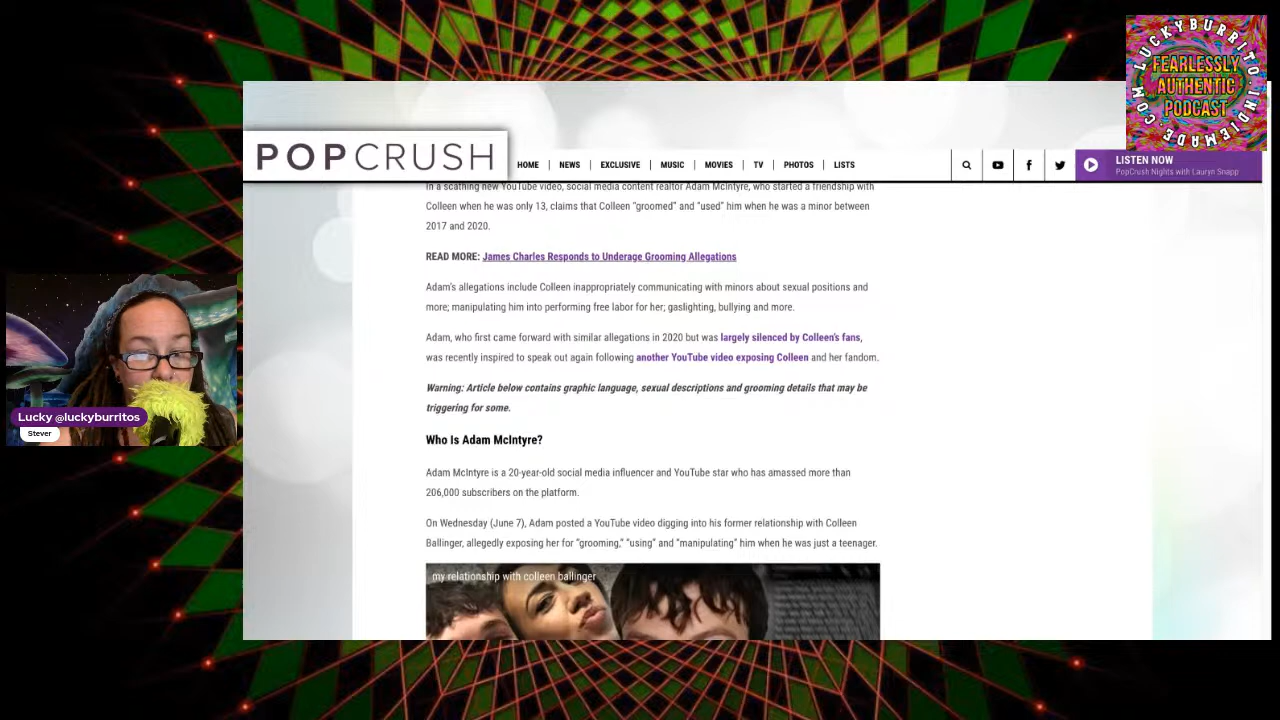 LUCKYBURRITO.INDIEMADE.COM
FEARLESSLY
AUTHENTIC
PODCAST
POPCRUSH
HOME | NEWS | EXCLUSIVE | MUSIC | MOVIES | TV | PHOTOS | LISTS
LISTEN NOW
PopCrush Nights with Lauryn Snapp
In a scathing new YouTube video, social media content realtor Adam McIntyre, who started a friendship with
Colleen when he was only 13, claims that Colleen "groomed" and "used" him when he was a minor between
2017 and 2020.
READ MORE: James Charles Responds to Underage Grooming Allegations
Adam's allegations include Colleen inappropriately communicating with minors about sexual positions and
more; manipulating him into performing free labor for her; gaslighting, bullying and more.
Adam, who first came forward with similar allegations in 2020 but was largely silenced by Colleen's fans,
was recently inspired to speak out again following another YouTube video exposing Colleen and her fandom.
Warning: Article below contains graphic language, sexual descriptions and grooming details that may be
triggering for some.
Who Is Adam McIntyre?
Adam McIntyre is a 20-year-old social media influencer and YouTube star who has amassed more than
206,000 subscribers on the platform.
On Wednesday (June 7), Adam posted a YouTube video digging into his former relationship with Colleen
Ballinger, allegedly exposing her for "grooming," "using" and "manipulating" him when he was just a teenager.
my relationship with colleen ballinger
Lucky @luckyburritos
Stever